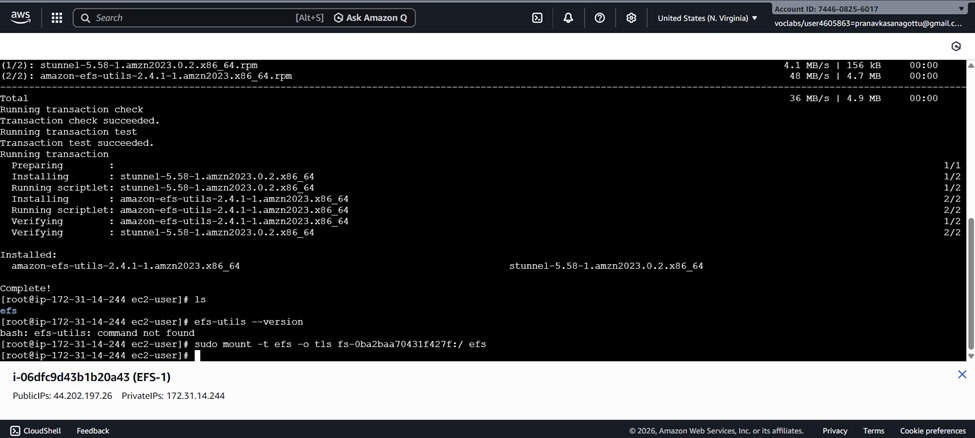 aws Search [Alt+S] Ask Amazon Q United States (N. Virginia) ▼ Account ID: 7446-0825-6017
voclabs/user4605863=pranavkasanagottu@gmail.c...
(1/2): stunnel-5.58-1.amzn2023.0.2.x86_64.rpm 4.1 MB/s | 156 kB 00:00
(2/2): amazon-efs-utils-2.4.1-1.amzn2023.x86_64.rpm 48 MB/s | 4.7 MB 00:00
--------------------------------------------------------------------------------
Total 36 MB/s | 4.9 MB 00:00
Running transaction check
Transaction check succeeded.
Running transaction test
Transaction test succeeded.
Running transaction
Preparing : 1/1
Installing : stunnel-5.58-1.amzn2023.0.2.x86_64 1/2
Running scriptlet: stunnel-5.58-1.amzn2023.0.2.x86_64 1/2
Installing : amazon-efs-utils-2.4.1-1.amzn2023.x86_64 2/2
Running scriptlet: amazon-efs-utils-2.4.1-1.amzn2023.x86_64 2/2
Verifying : amazon-efs-utils-2.4.1-1.amzn2023.x86_64 1/2
Verifying : stunnel-5.58-1.amzn2023.0.2.x86_64 2/2
Installed:
amazon-efs-utils-2.4.1-1.amzn2023.x86_64 stunnel-5.58-1.amzn2023.0.2.x86_64
Complete!
[root@ip-172-31-14-244 ec2-user]# ls
efs
[root@ip-172-31-14-244 ec2-user]# efs-utils --version
bash: efs-utils: command not found
[root@ip-172-31-14-244 ec2-user]# sudo mount -t efs -o tls fs-0ba2baa70431f427f:/ efs
[root@ip-172-31-14-244 ec2-user]#
i-06dfc9d43b1b20a43 (EFS-1)
PublicIPs: 44.202.197.26 PrivateIPs: 172.31.14.244
CloudShell Feedback © 2026, Amazon Web Services, Inc. or its affiliates. Privacy Terms Cookie preferences